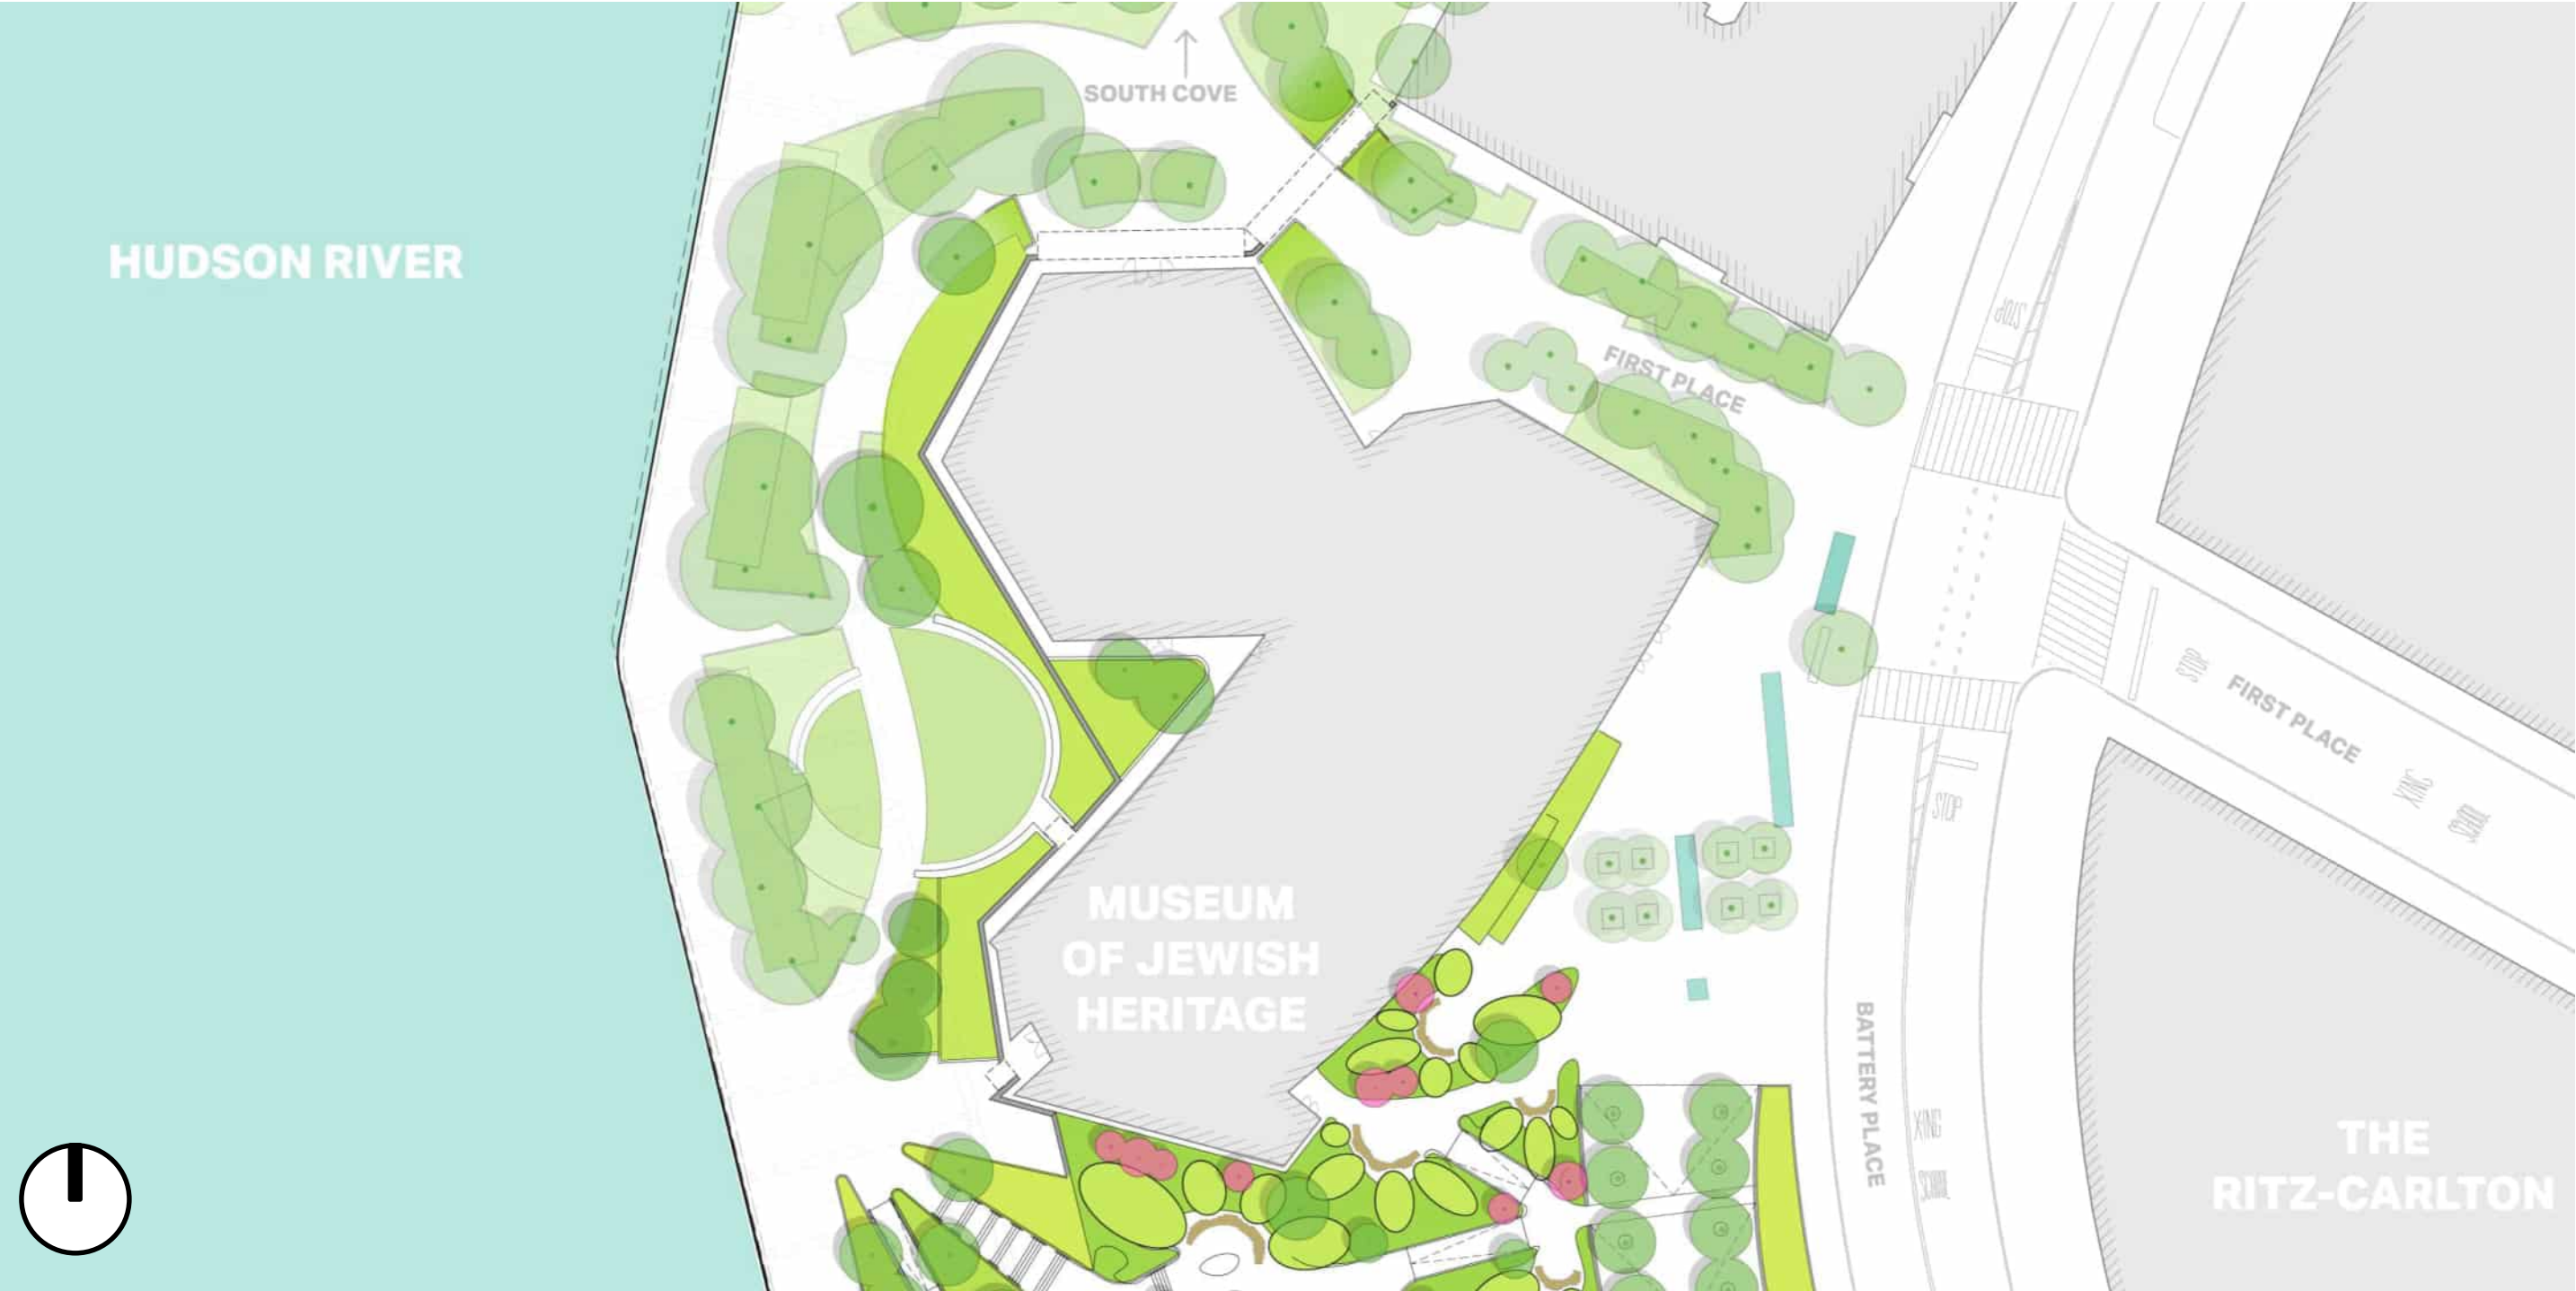 SOUTH COVE
HUDSON RIVER
STOP
FIRST PLACE
STOP
FIRST PLACE
STOP
MUSEUM
OF JEWISH
HERITAGE
BATTERY PLACE
XING
THE
RITZ-CARLTON